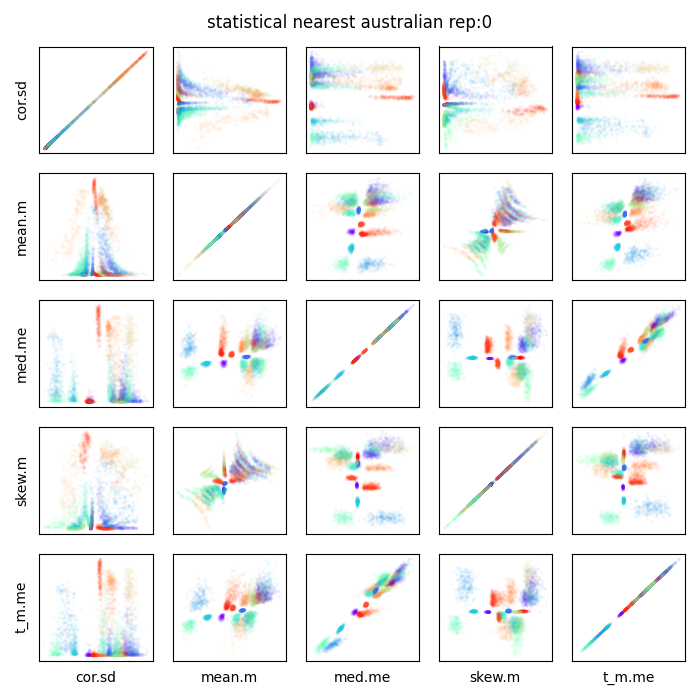 statistical nearest australian rep:0
cor.sd
mean.m
med.me
skew.m
t_m.me
cor.sd
mean.m
med.me
skew.m
t_m.me